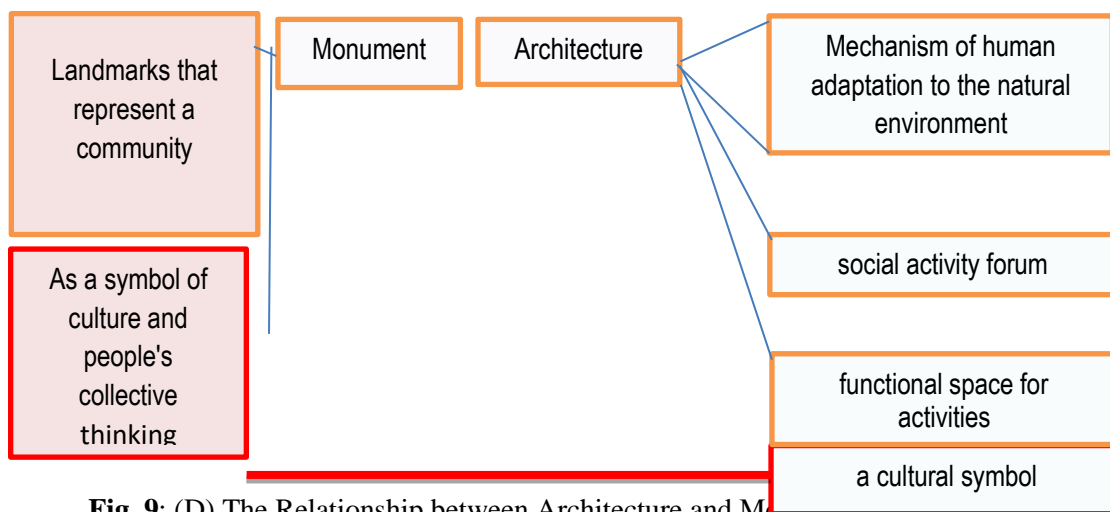 Landmarks that
represent a
community
Monument
Architecture
Mechanism of human
adaptation to the natural
environment
As a symbol of
culture and
people's
collective
thinking
social activity forum
functional space for
activities
a cultural symbol
Fig. 9: (D) The Relationship between Architecture and